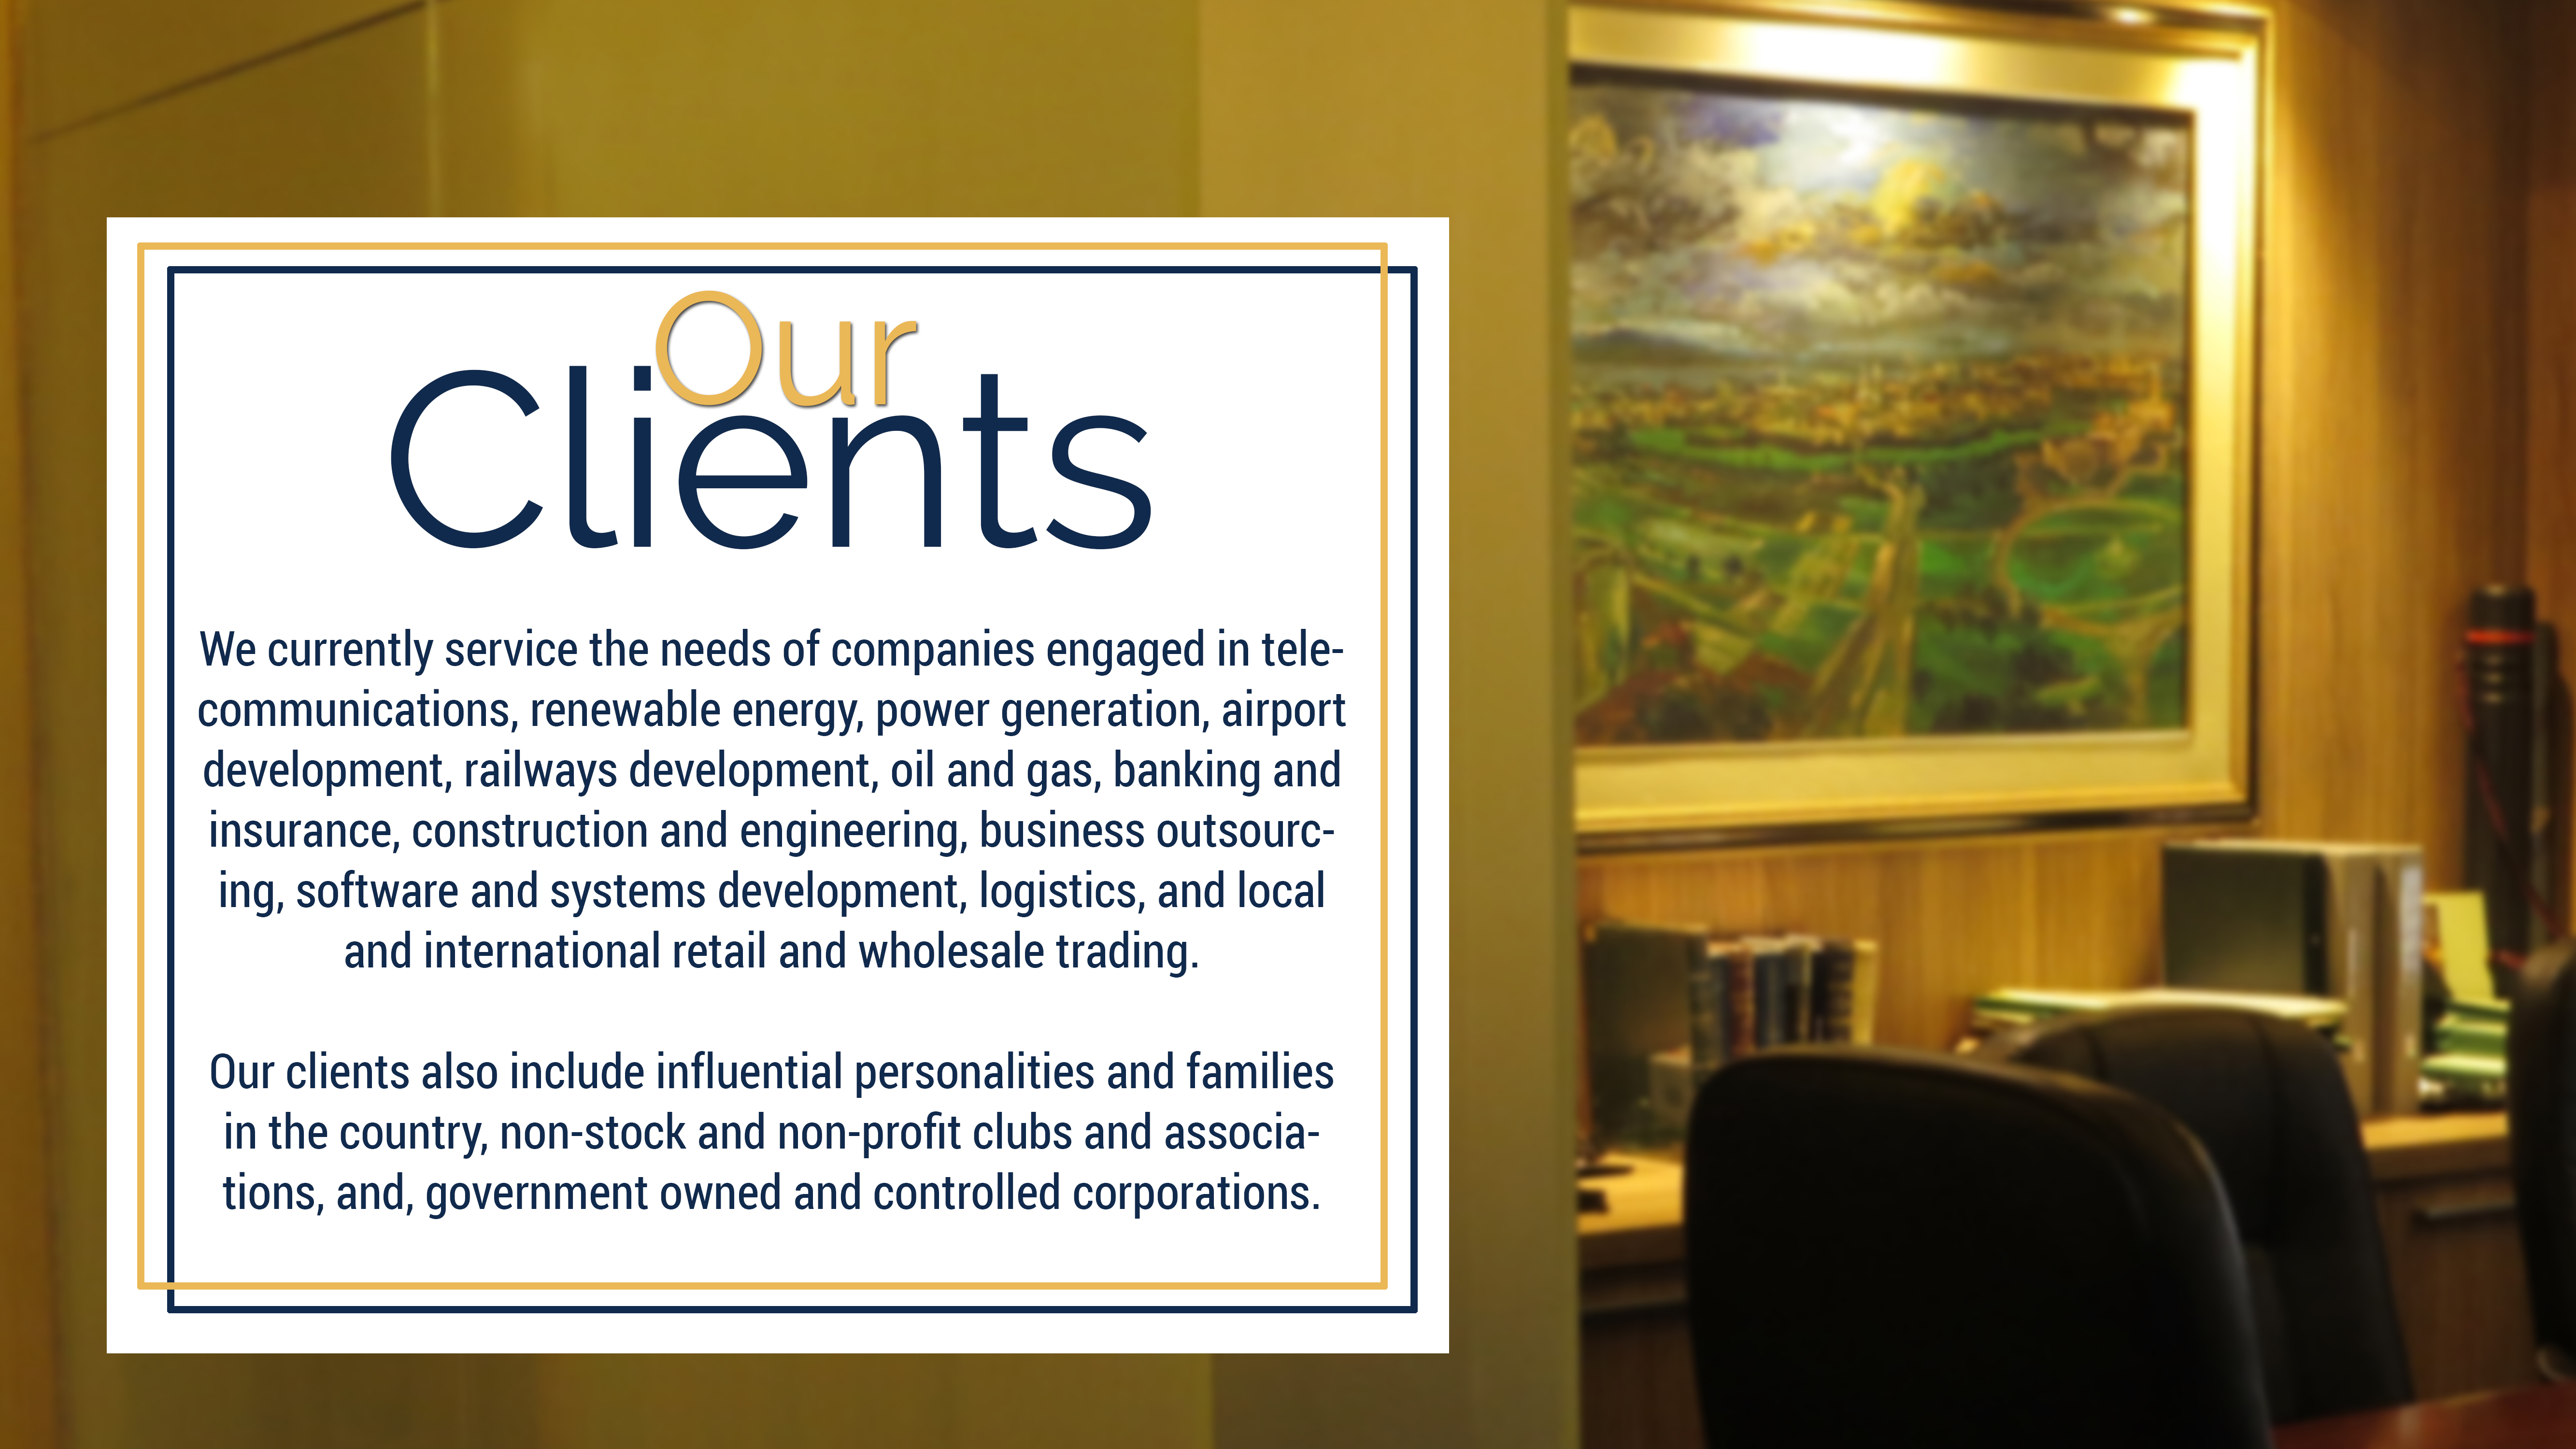 Our
Clients
We currently service the needs of companies engaged in tele-
communications, renewable energy, power generation, airport
development, railways development, oil and gas, banking and
insurance, construction and engineering, business outsourc-
ing, software and systems development, logistics, and local
and international retail and wholesale trading.
Our clients also include influential personalities and families
in the country, non-stock and non-profit clubs and associa-
tions, and, government owned and controlled corporations.